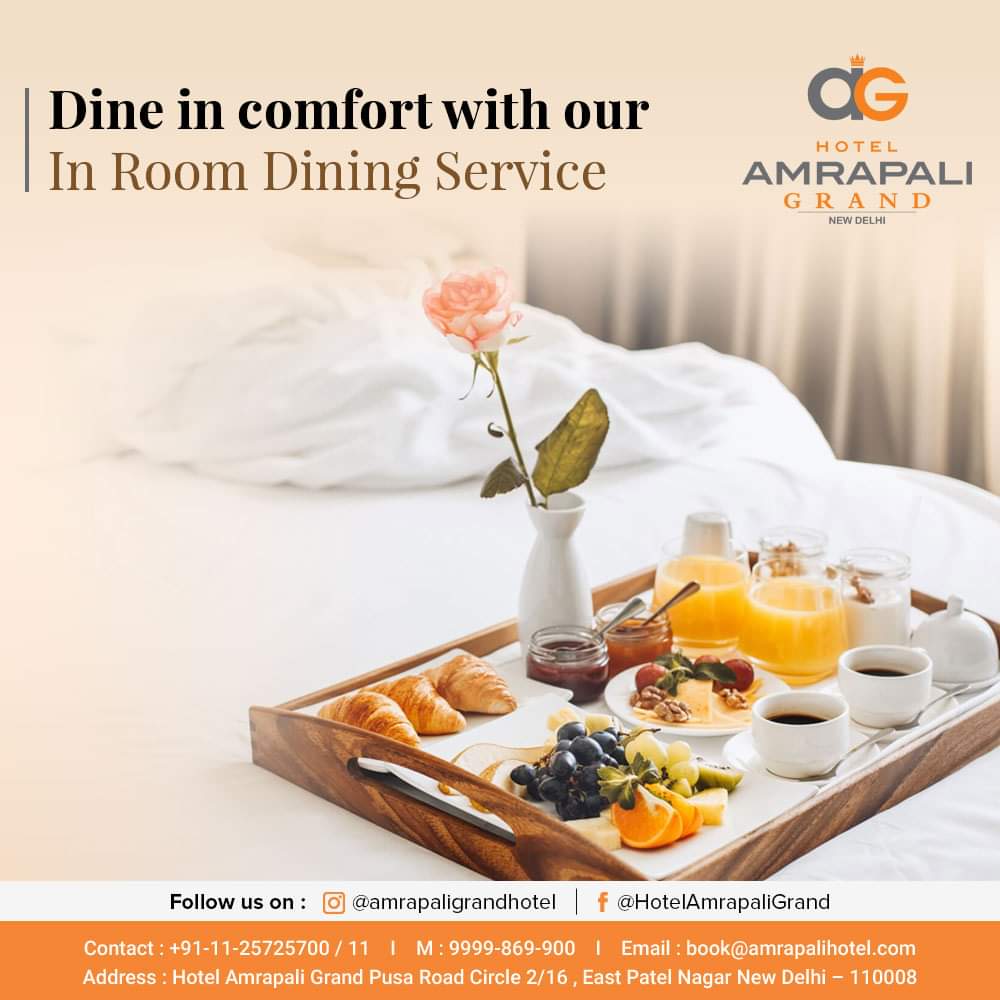 Dine in comfort with our
In Room Dining Service
aG
HOTEL
AMRAPALI
GRAND
NEW DELHI
Follow us on : @amrapaligrandhotel | @HotelAmrapaliGrand
Contact : +91-11-25725700 / 11 I M : 9999-869-900 I Email : book@amrapalihotel.com
Address : Hotel Amrapali Grand Pusa Road Circle 2/16 , East Patel Nagar New Delhi – 110008